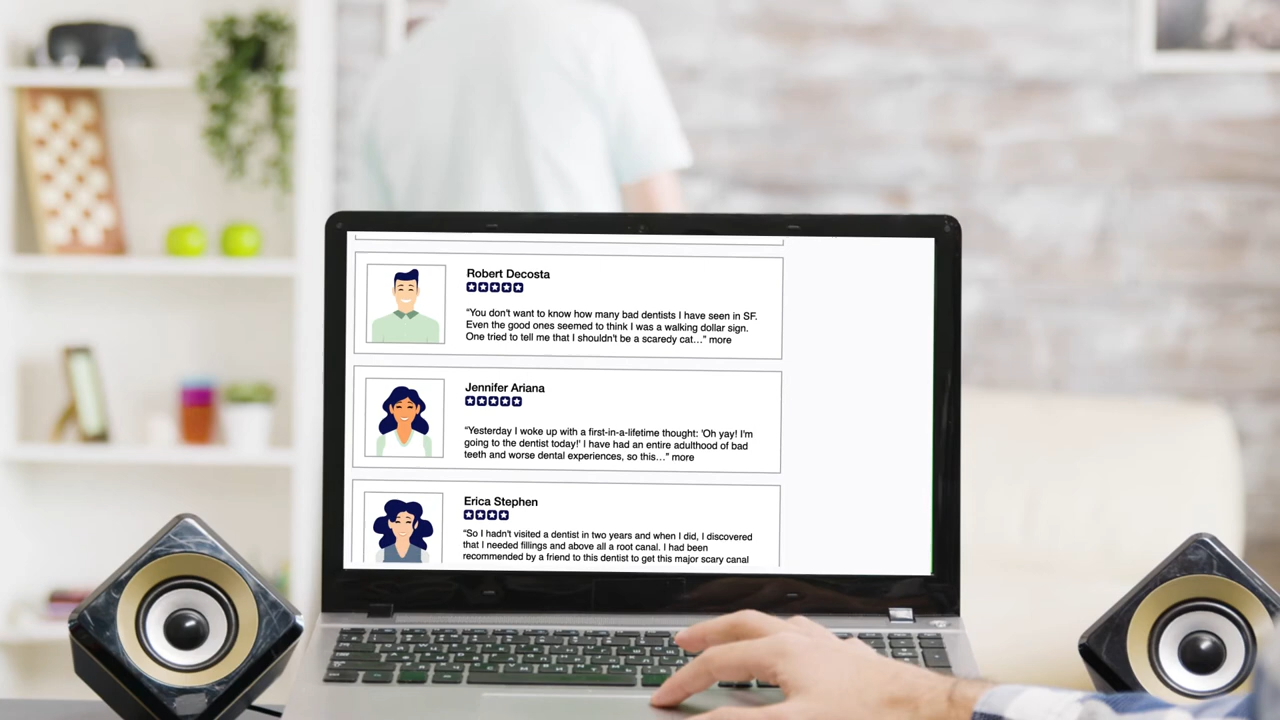 Robert Decosta
“You don't want to know how many bad dentists I have seen in SF.
Even the good ones seemed to think I was a walking dollar sign.
One tried to tell me that I shouldn't be a scaredy cat…” more
Jennifer Ariana
“Yesterday I woke up with a first-in-a-lifetime thought: 'Oh yay! I'm
going to the dentist today!' I have had an entire adulthood of bad
teeth and worse dental experiences, so this…” more
Erica Stephen
“So I hadn't visited a dentist in two years and when I did, I discovered
that I needed fillings and above all a root canal. I had been
recommended by a friend to this dentist to get this major scary canal